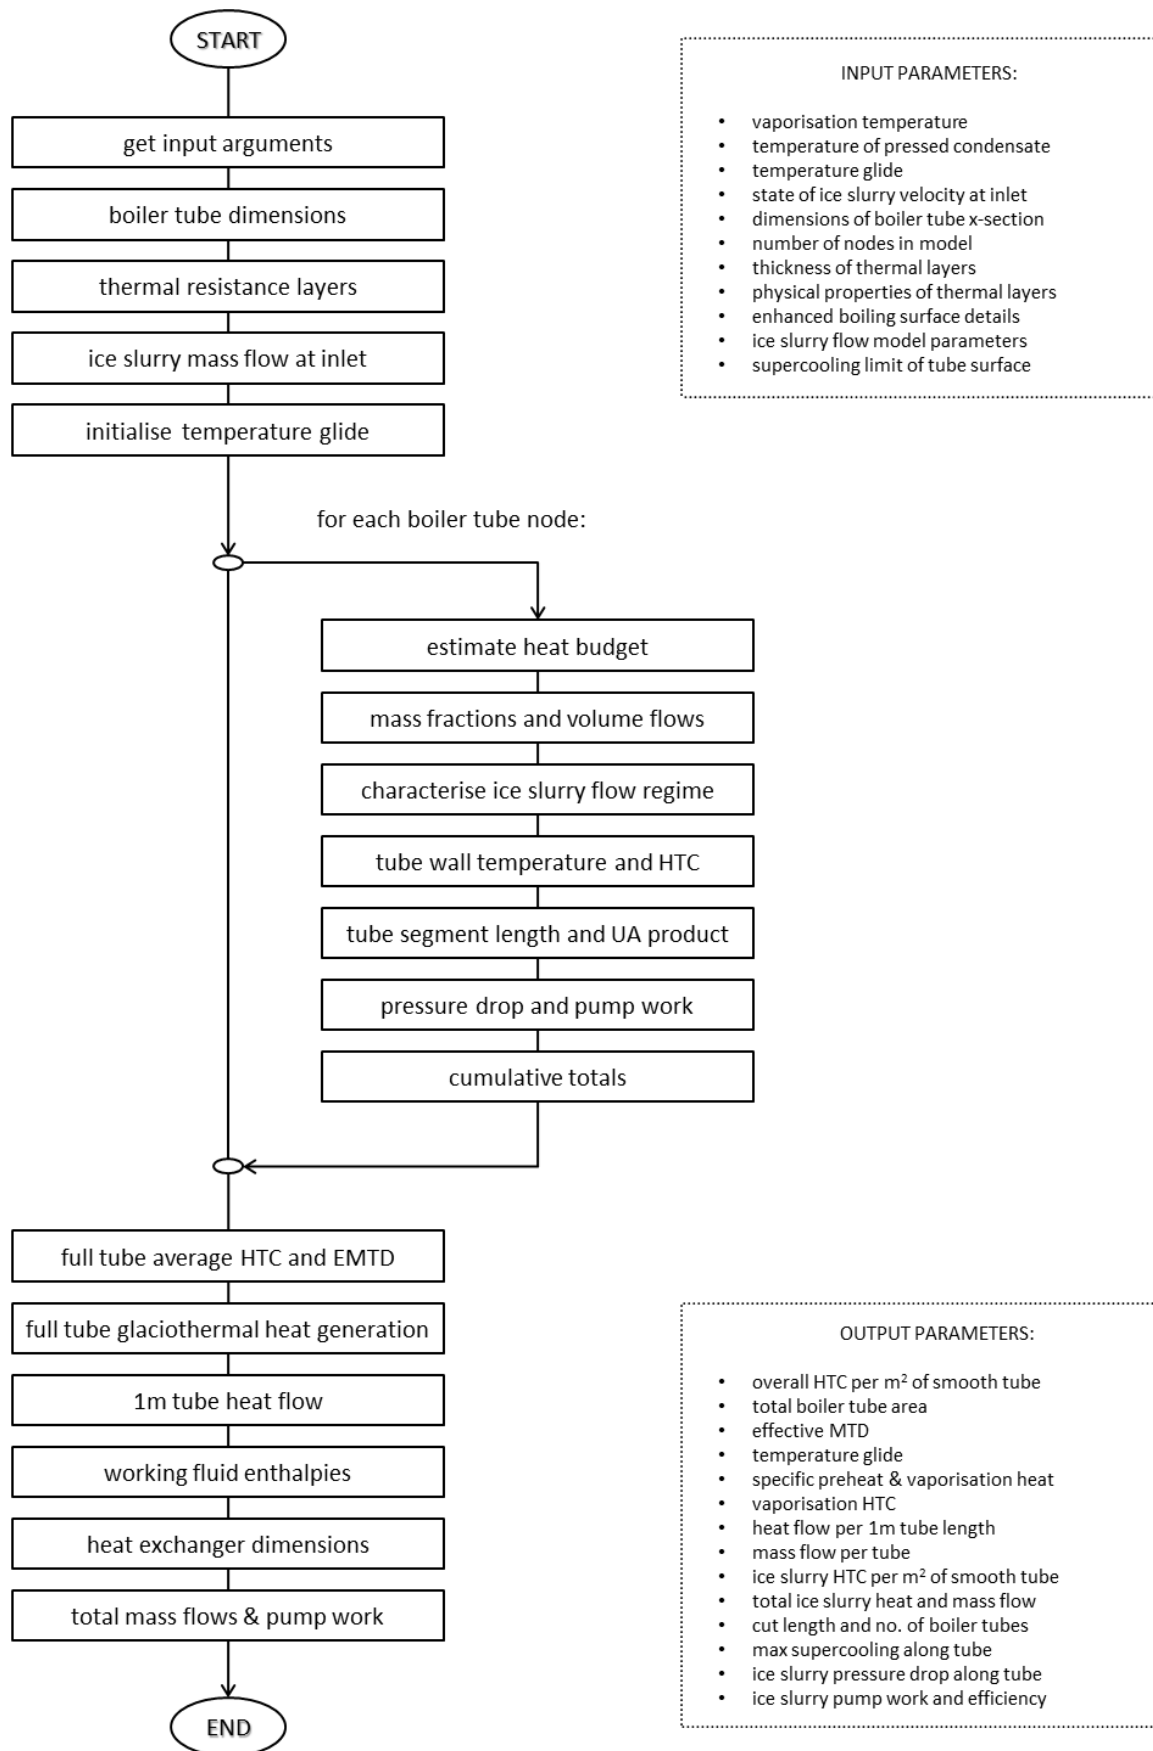 START
get input arguments
boiler tube dimensions
thermal resistance layers
ice slurry mass flow at inlet
initialise temperature glide
INPUT PARAMETERS:
• vaporisation temperature
• temperature of pressed condensate
• temperature glide
• state of ice slurry velocity at inlet
• dimensions of boiler tube x-section
• number of nodes in model
• thickness of thermal layers
• physical properties of thermal layers
• enhanced boiling surface details
• ice slurry flow model parameters
• supercooling limit of tube surface
for each boiler tube node:
estimate heat budget
mass fractions and volume flows
characterise ice slurry flow regime
tube wall temperature and HTC
tube segment length and UA product
pressure drop and pump work
cumulative totals
full tube average HTC and EMTD
full tube glaciothermal heat generation
1m tube heat flow
working fluid enthalpies
heat exchanger dimensions
total mass flows & pump work
END
OUTPUT PARAMETERS:
• overall HTC per m² of smooth tube
• total boiler tube area
• effective MTD
• temperature glide
• specific preheat & vaporisation heat
• vaporisation HTC
• heat flow per 1m tube length
• mass flow per tube
• ice slurry HTC per m² of smooth tube
• total ice slurry heat and mass flow
• cut length and no. of boiler tubes
• max supercooling along tube
• ice slurry pressure drop along tube
• ice slurry pump work and efficiency